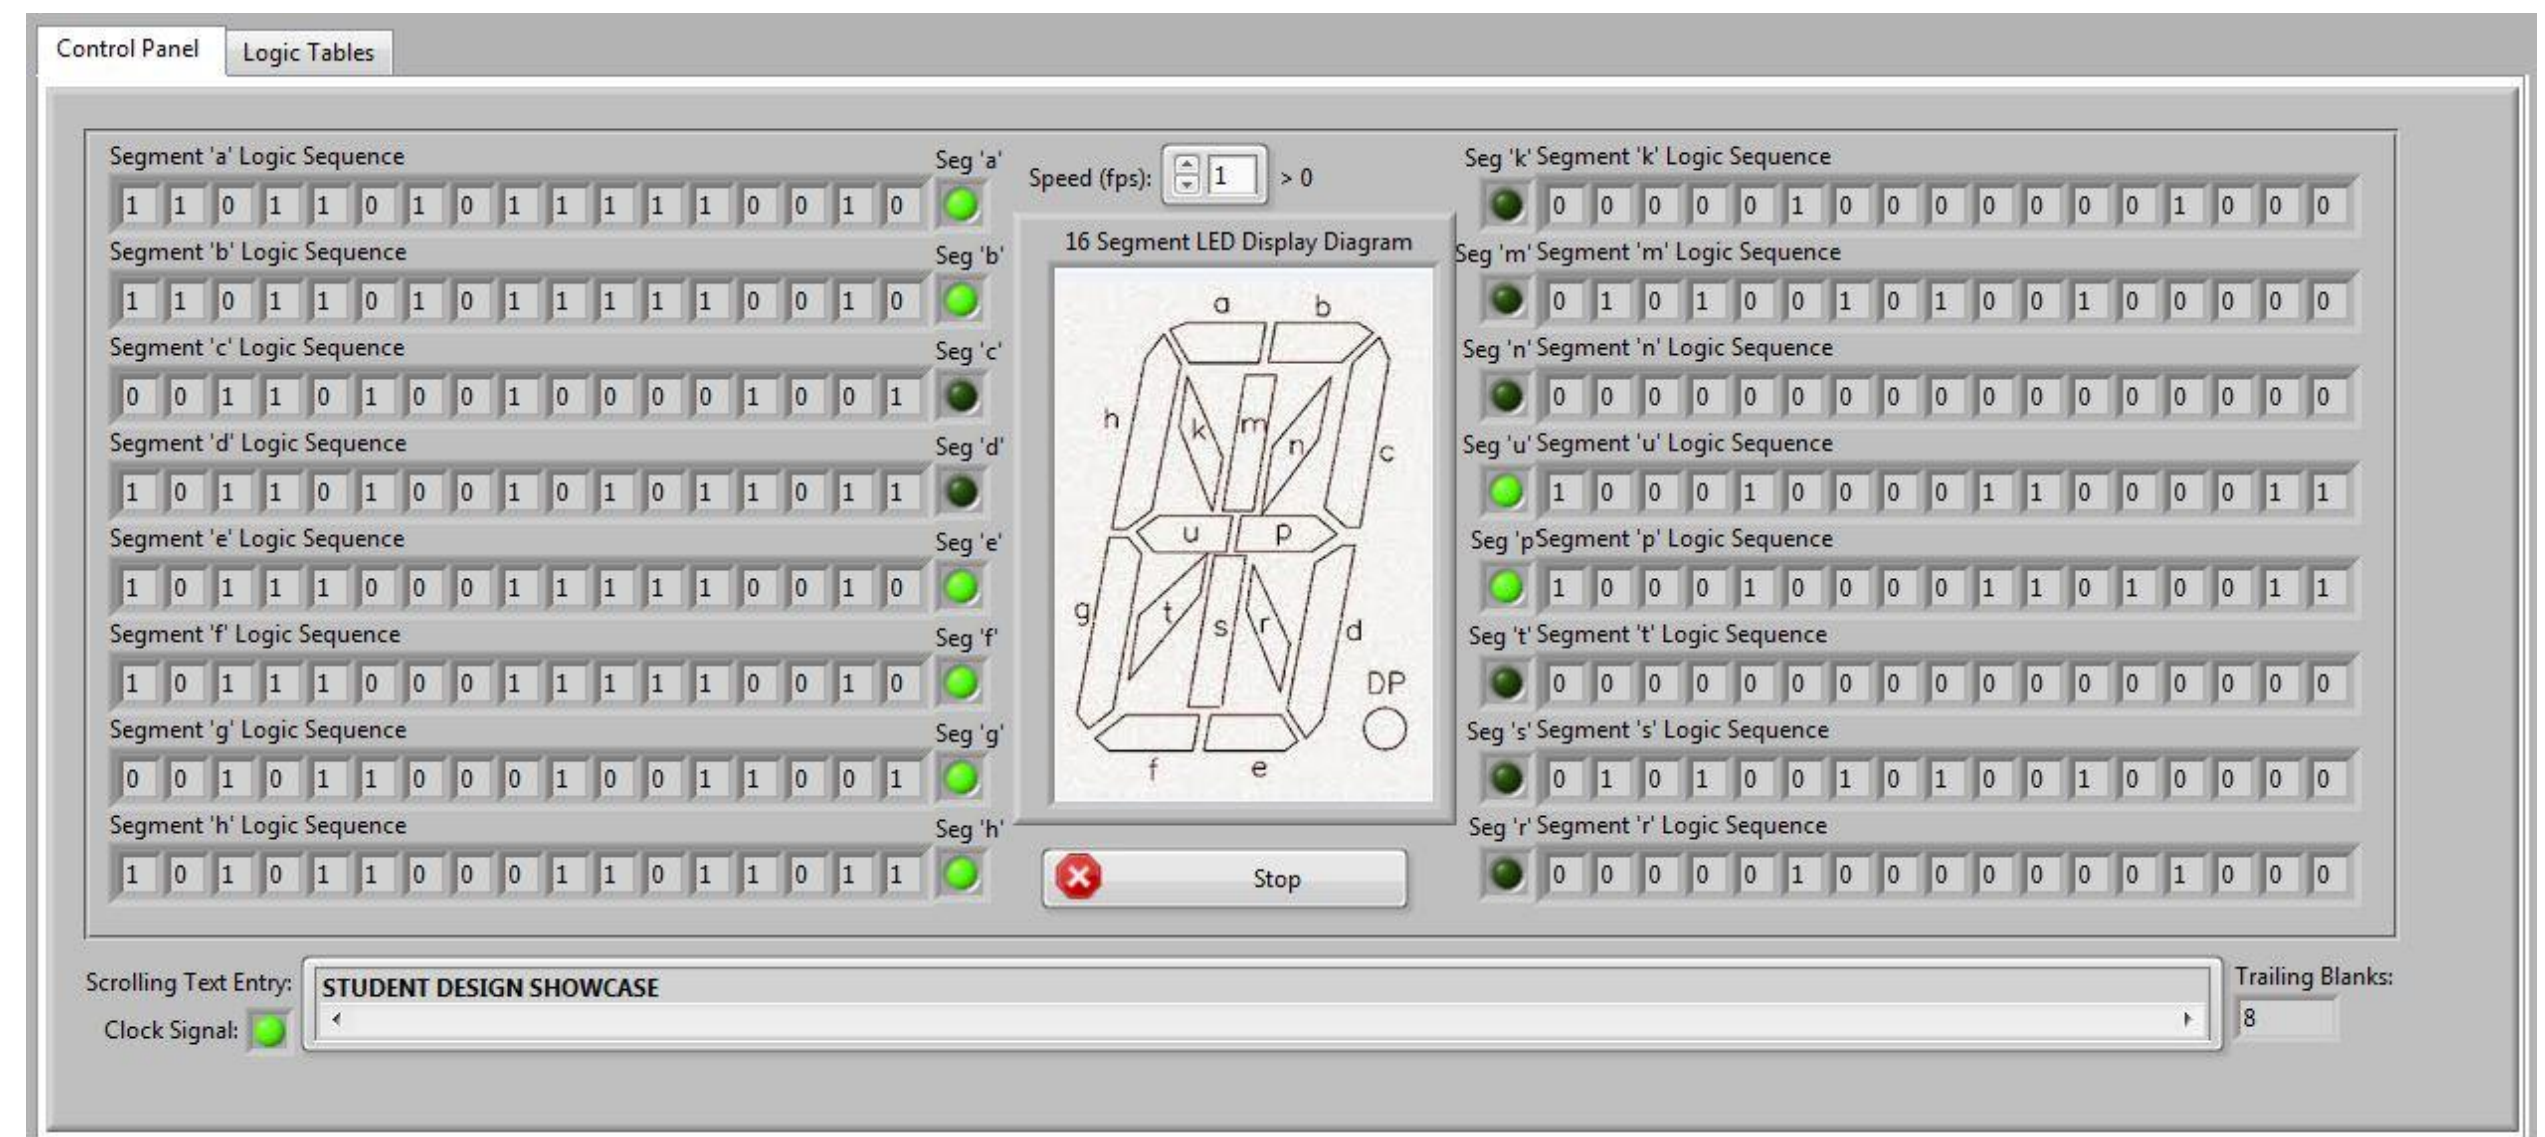 Control Panel
Logic Tables
Segment 'a' Logic Sequence
1 1 0 1 1 0 1 0 1 1 1 1 1 0 0 1 0
Seg 'a'
Segment 'b' Logic Sequence
1 1 0 1 1 0 1 0 1 1 1 1 1 0 0 1 0
Seg 'b'
Segment 'c' Logic Sequence
0 0 1 1 0 1 0 0 1 0 0 0 0 1 0 0 1
Seg 'c'
Segment 'd' Logic Sequence
1 0 1 1 0 1 0 0 1 0 1 0 1 1 0 1 1
Seg 'd'
Segment 'e' Logic Sequence
1 0 1 1 1 0 0 0 1 1 1 1 1 0 0 1 0
Seg 'e'
Segment 'f' Logic Sequence
1 0 1 1 1 0 0 0 1 1 1 1 1 0 0 1 0
Seg 'f'
Segment 'g' Logic Sequence
0 0 1 0 1 1 0 0 0 1 0 0 1 1 0 0 1
Seg 'g'
Segment 'h' Logic Sequence
1 0 1 0 1 1 0 0 0 1 1 0 1 1 0 1 1
Seg 'h'
Speed (fps): 1 > 0
16 Segment LED Display Diagram
a b
h k m n c
u p
g t s r d
DP
f e
Stop
Seg 'k' Segment 'k' Logic Sequence
0 0 0 0 0 1 0 0 0 0 0 0 0 1 0 0 0
Seg 'm' Segment 'm' Logic Sequence
0 1 0 1 0 0 1 0 1 0 0 1 0 0 0 0 0
Seg 'n' Segment 'n' Logic Sequence
0 0 0 0 0 0 0 0 0 0 0 0 0 0 0 0 0
Seg 'u' Segment 'u' Logic Sequence
1 0 0 0 1 0 0 0 0 1 1 0 0 0 0 1 1
Seg 'p Segment 'p' Logic Sequence
1 0 0 0 1 0 0 0 0 1 1 0 1 0 0 1 1
Seg 't' Segment 't' Logic Sequence
0 0 0 0 0 0 0 0 0 0 0 0 0 0 0 0 0
Seg 's' Segment 's' Logic Sequence
0 1 0 1 0 0 1 0 1 0 0 1 0 0 0 0 0
Seg 'r' Segment 'r' Logic Sequence
0 0 0 0 0 1 0 0 0 0 0 0 0 1 0 0 0
Scrolling Text Entry: STUDENT DESIGN SHOWCASE
Clock Signal:
Trailing Blanks:
8